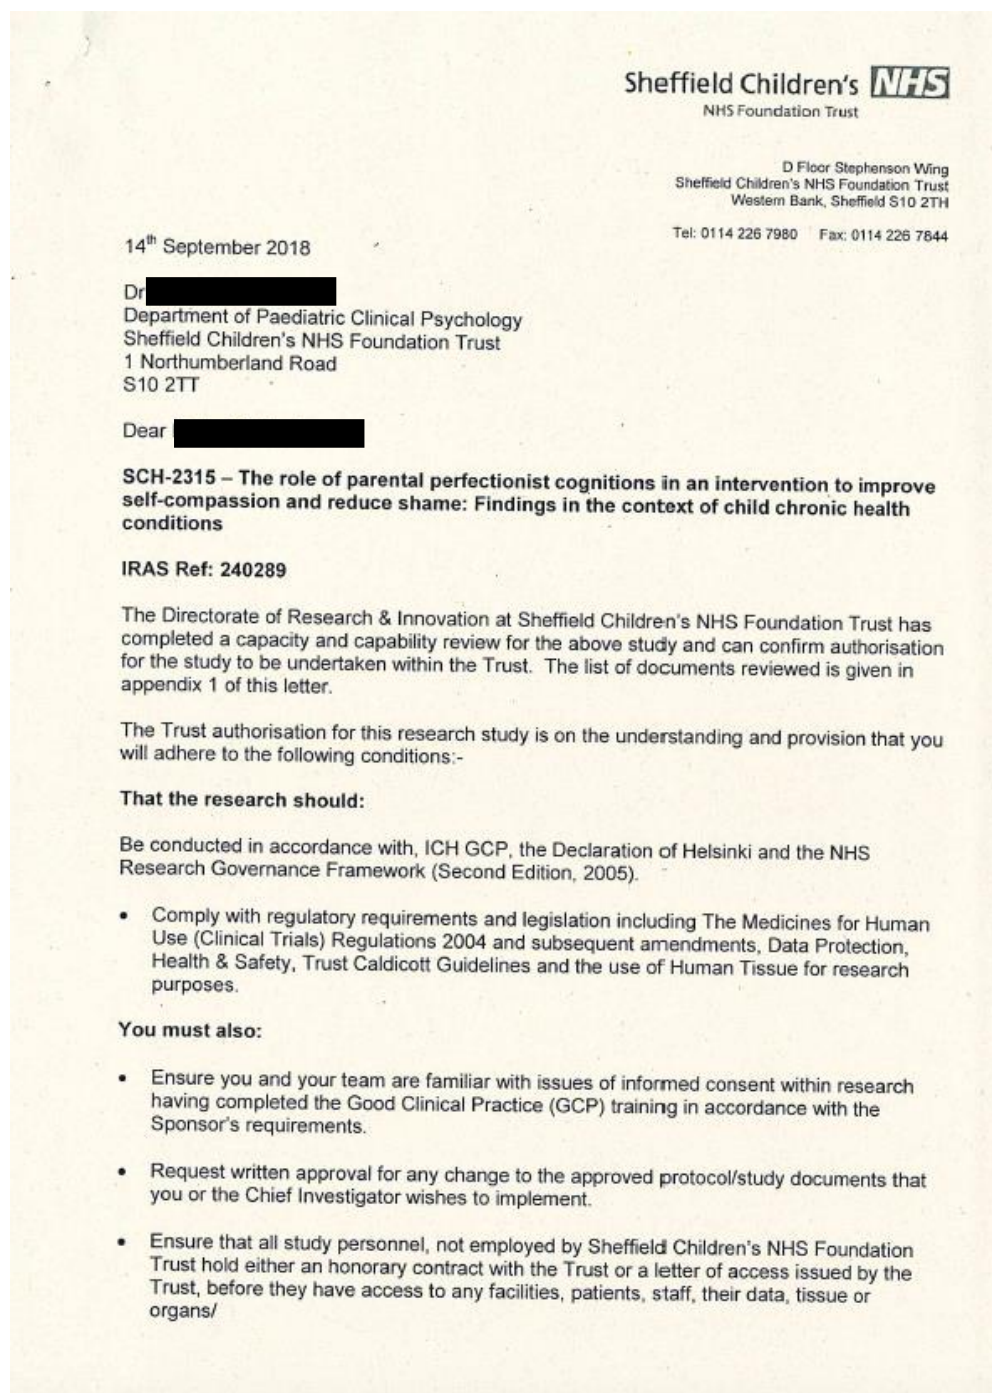 Sheffield Children's NHS
NHS Foundation Trust
D Floor Stephenson Wing
Sheffield Children's NHS Foundation Trust
Western Bank, Sheffield S10 2TH
Tel: 0114 226 7980 Fax: 0114 226 7844
14th September 2018
Dr
Department of Paediatric Clinical Psychology
Sheffield Children's NHS Foundation Trust
1 Northumberland Road
S10 2TT
Dear
SCH-2315 – The role of parental perfectionist cognitions in an intervention to improve
self-compassion and reduce shame: Findings in the context of child chronic health
conditions
IRAS Ref: 240289
The Directorate of Research & Innovation at Sheffield Children's NHS Foundation Trust has
completed a capacity and capability review for the above study and can confirm authorisation
for the study to be undertaken within the Trust. The list of documents reviewed is given in
appendix 1 of this letter.
The Trust authorisation for this research study is on the understanding and provision that you
will adhere to the following conditions:-
That the research should:
Be conducted in accordance with, ICH GCP, the Declaration of Helsinki and the NHS
Research Governance Framework (Second Edition, 2005).
• Comply with regulatory requirements and legislation including The Medicines for Human
Use (Clinical Trials) Regulations 2004 and subsequent amendments, Data Protection,
Health & Safety, Trust Caldicott Guidelines and the use of Human Tissue for research
purposes.
You must also:
• Ensure you and your team are familiar with issues of informed consent within research
having completed the Good Clinical Practice (GCP) training in accordance with the
Sponsor's requirements.
• Request written approval for any change to the approved protocol/study documents that
you or the Chief Investigator wishes to implement.
• Ensure that all study personnel, not employed by Sheffield Children's NHS Foundation
Trust hold either an honorary contract with the Trust or a letter of access issued by the
Trust, before they have access to any facilities, patients, staff, their data, tissue or
organs/